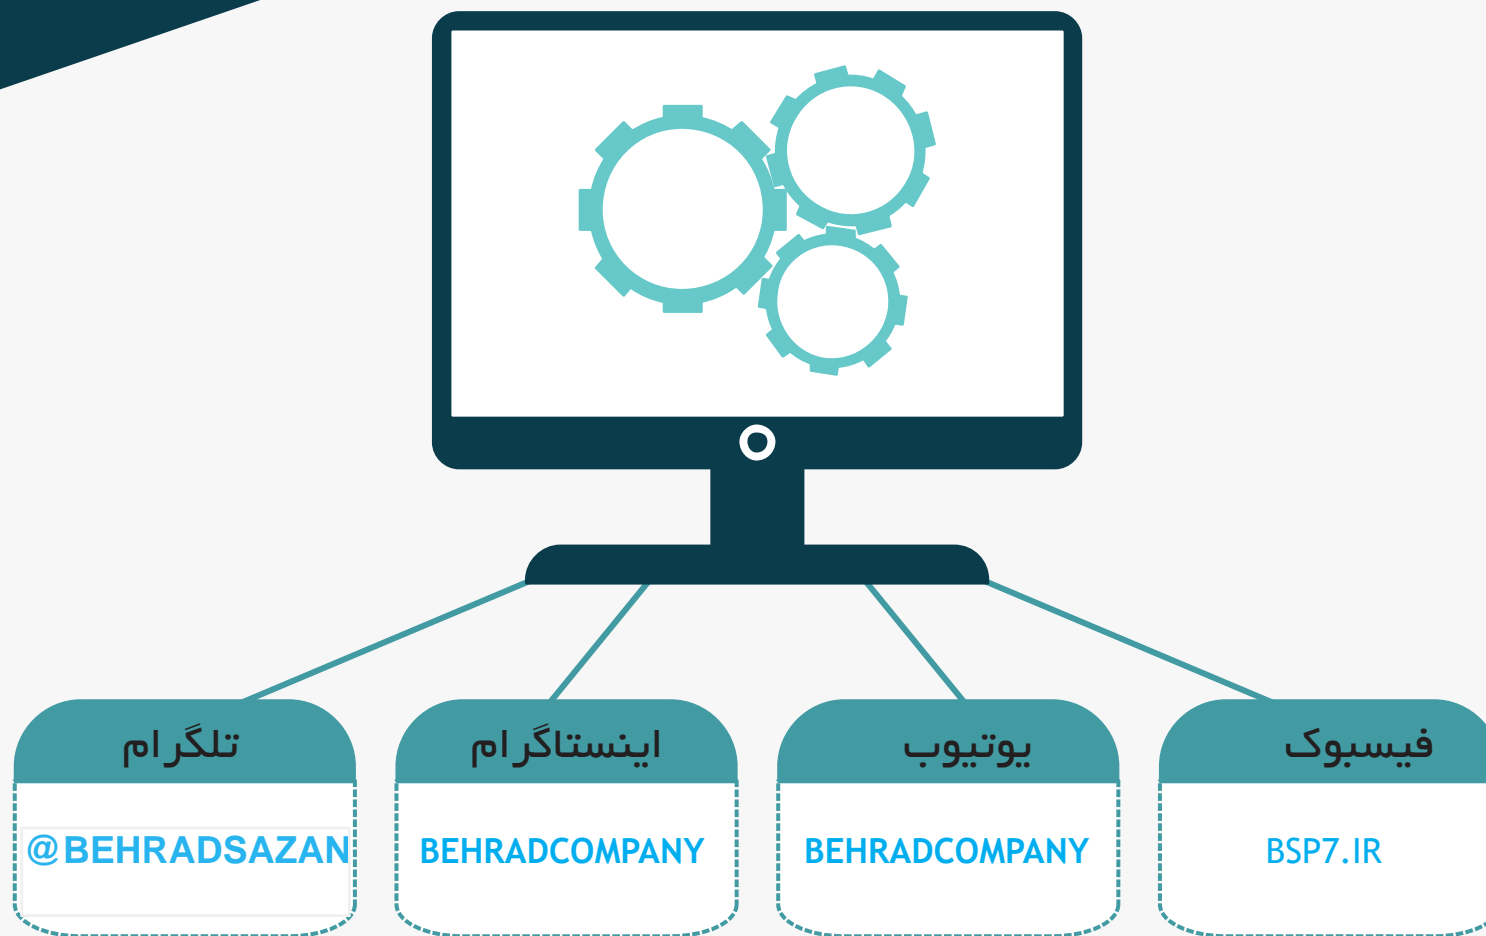 تلگرام
@BEHRADSAZAN
اینستاگرام
BEHRADCOMPANY
یوتیوب
BEHRADCOMPANY
فیسبوک
BSP7.IR